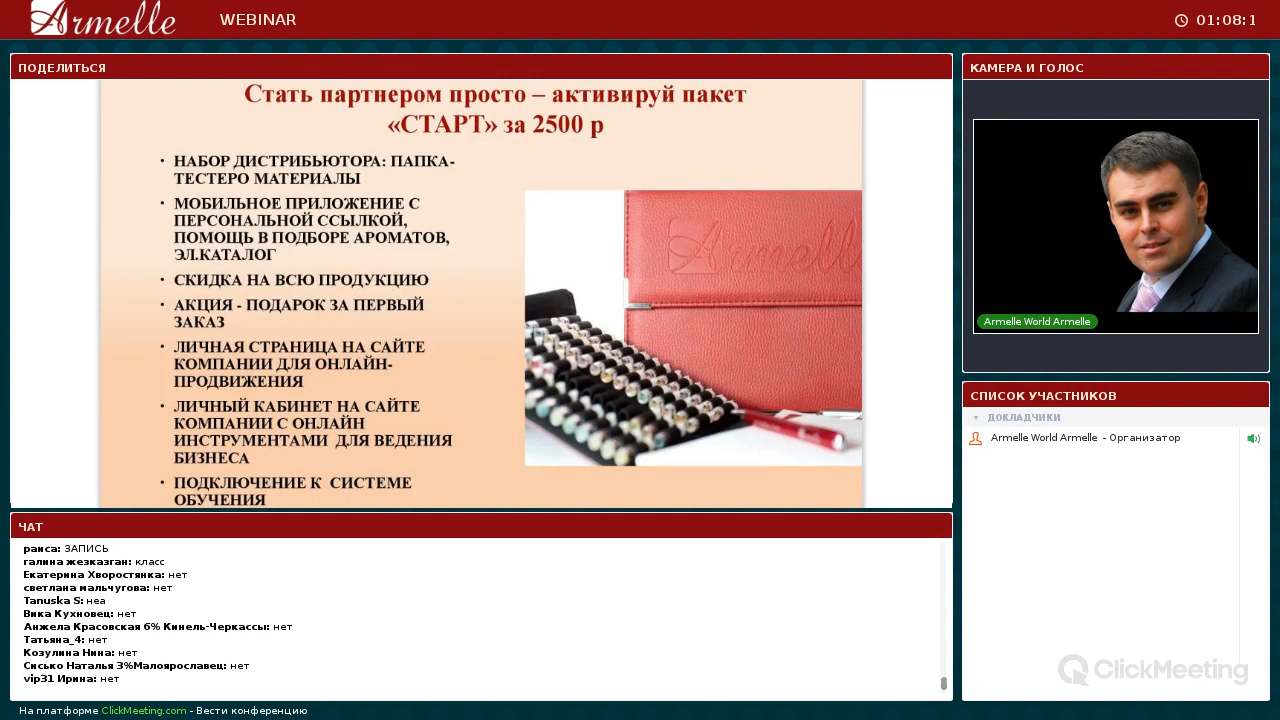 Armelle
WEBINAR
01:08:1
ПОДЕЛИТЬСЯ
Стать партнером просто – активируй пакет
«СТАРТ» за 2500 р
• НАБОР ДИСТРИБЬЮТОРА: ПАПКА-
ТЕСТЕРО МАТЕРИАЛЫ
• МОБИЛЬНОЕ ПРИЛОЖЕНИЕ С
ПЕРСОНАЛЬНОЙ ССЫЛКОЙ,
ПОМОЩЬ В ПОДБОРЕ АРОМАТОВ,
ЭЛ.КАТАЛОГ
• СКИДКА НА ВСЮ ПРОДУКЦИЮ
• АКЦИЯ - ПОДАРОК ЗА ПЕРВЫЙ
ЗАКАЗ
• ЛИЧНАЯ СТРАНИЦА НА САЙТЕ
КОМПАНИИ ДЛЯ ОНЛАЙН-
ПРОДВИЖЕНИЯ
• ЛИЧНЫЙ КАБИНЕТ НА САЙТЕ
КОМПАНИИ С ОНЛАЙН
ИНСТРУМЕНТАМИ ДЛЯ ВЕДЕНИЯ
БИЗНЕСА
• ПОДКЛЮЧЕНИЕ К СИСТЕМЕ
ОБУЧЕНИЯ
Armelle
КАМЕРА И ГОЛОС
Armelle World Armelle
СПИСОК УЧАСТНИКОВ
ДОКЛАДЧИКИ
Armelle World Armelle - Организатор
ClickMeeting
ЧАТ
раиса: ЗАПИСЬ
галина жезказган: класс
Екатерина Хворостянка: нет
светлана мальчугова: нет
Tanuska S: неа
Вика Кухновец: нет
Анжела Красовская 6% Кинель-Черкассы: нет
Татьяна_4: нет
Козулина Нина: нет
Сисько Наталья 3%Малоярославец: нет
vip31 Ирина: нет
На платформе ClickMeeting.com - Вести конференцию